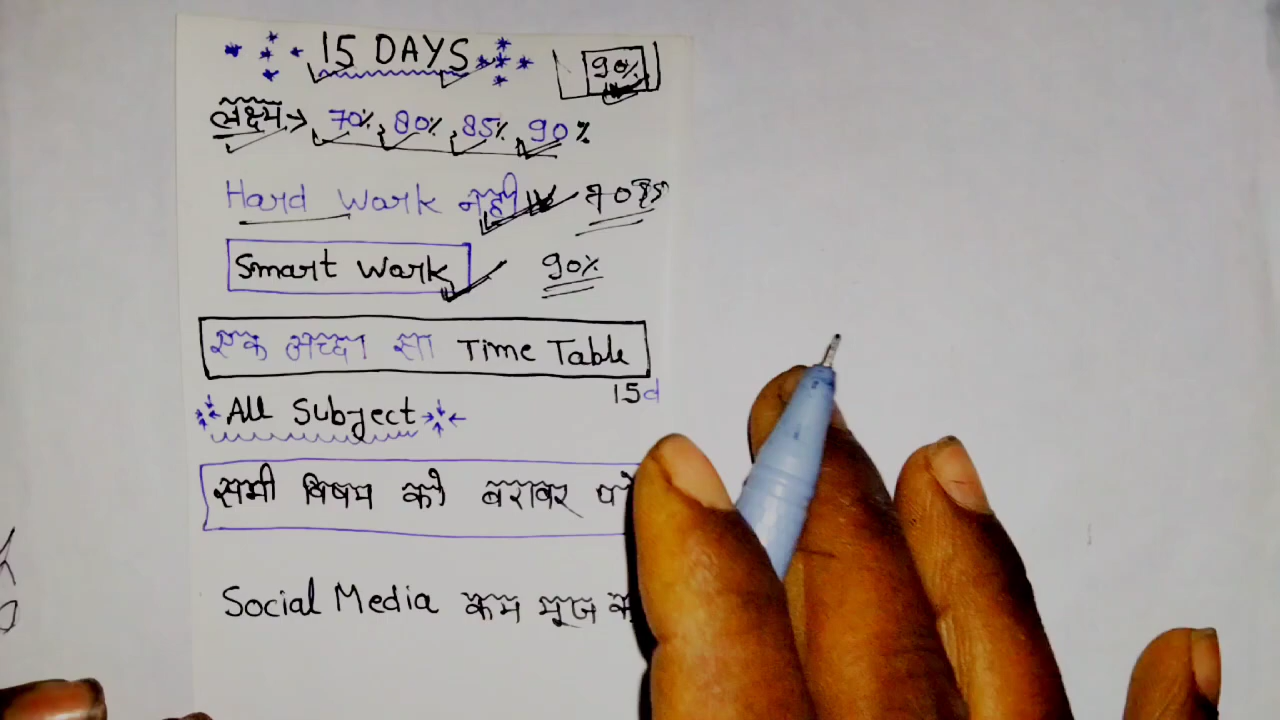 15 DAYS
90%
लक्ष्य → 70%, 80%, 85%, 90%
Hard Work नही
Smart Work 90%
एक अच्छा सा Time Table
15d
All Subject
सभी विषय को बराबर
Social Media कम यूज